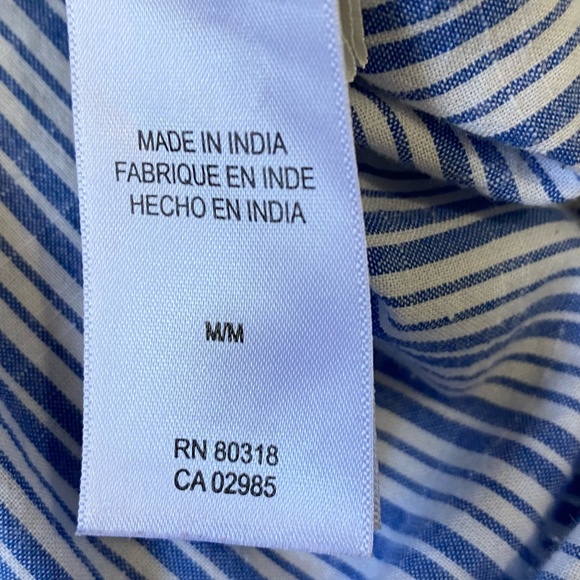 MADE IN INDIA
FABRIQUE EN INDE
HECHO EN INDIA
M/M
RN 80318
CA 02985